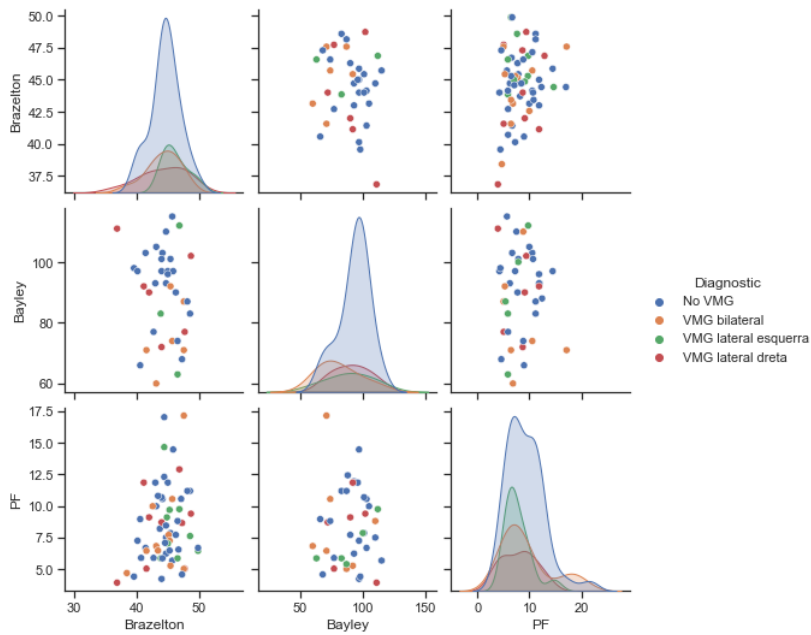 50.0
47.5
45.0
42.5
40.0
37.5
Brazelton
100
80
60
Bayley
Diagnostic
No VMG
VMG bilateral
VMG lateral esquerra
VMG lateral dreta
17.5
15.0
12.5
10.0
7.5
5.0
PF
30 40 50
50 100 150
0 10 20
Brazelton Bayley PF